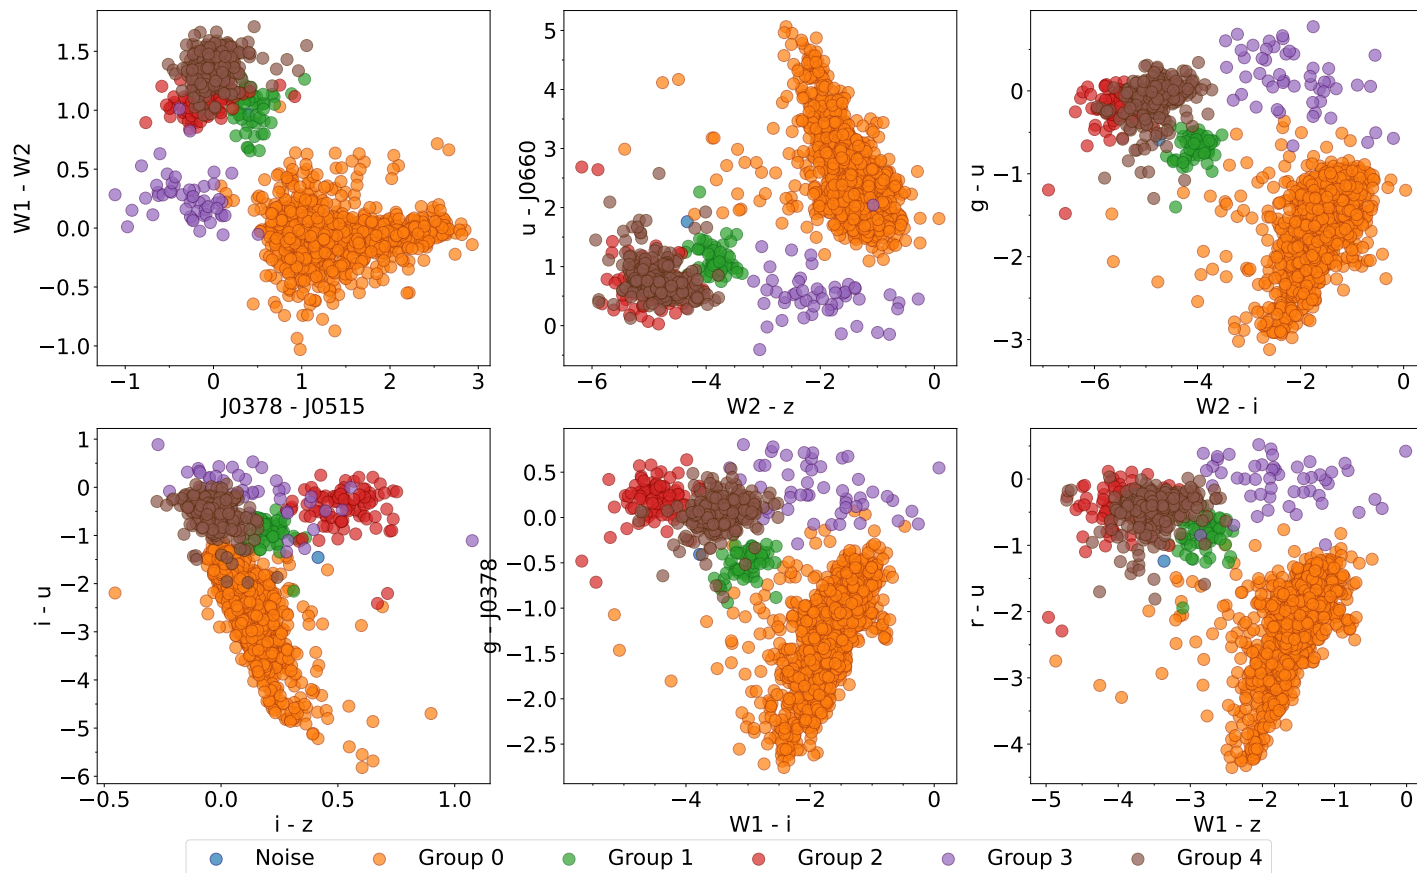 W1 - W2
1.5
1.0
0.5
0.0
−0.5
−1.0
−1 0 1 2 3
J0378 - J0515
u - J0660
5
4
3
2
1
0
−6 −4 −2 0
W2 - z
g - u
0
−1
−2
−3
−6 −4 −2 0
W2 - i
i - u
1
0
−1
−2
−3
−4
−5
−6
−0.5 0.0 0.5 1.0
i - z
g - J0378
0.5
0.0
−0.5
−1.0
−1.5
−2.0
−2.5
−4 −2 0
W1 - i
r - u
0
−1
−2
−3
−4
−5 −4 −3 −2 −1 0
W1 - z
Noise Group 0 Group 1 Group 2 Group 3 Group 4